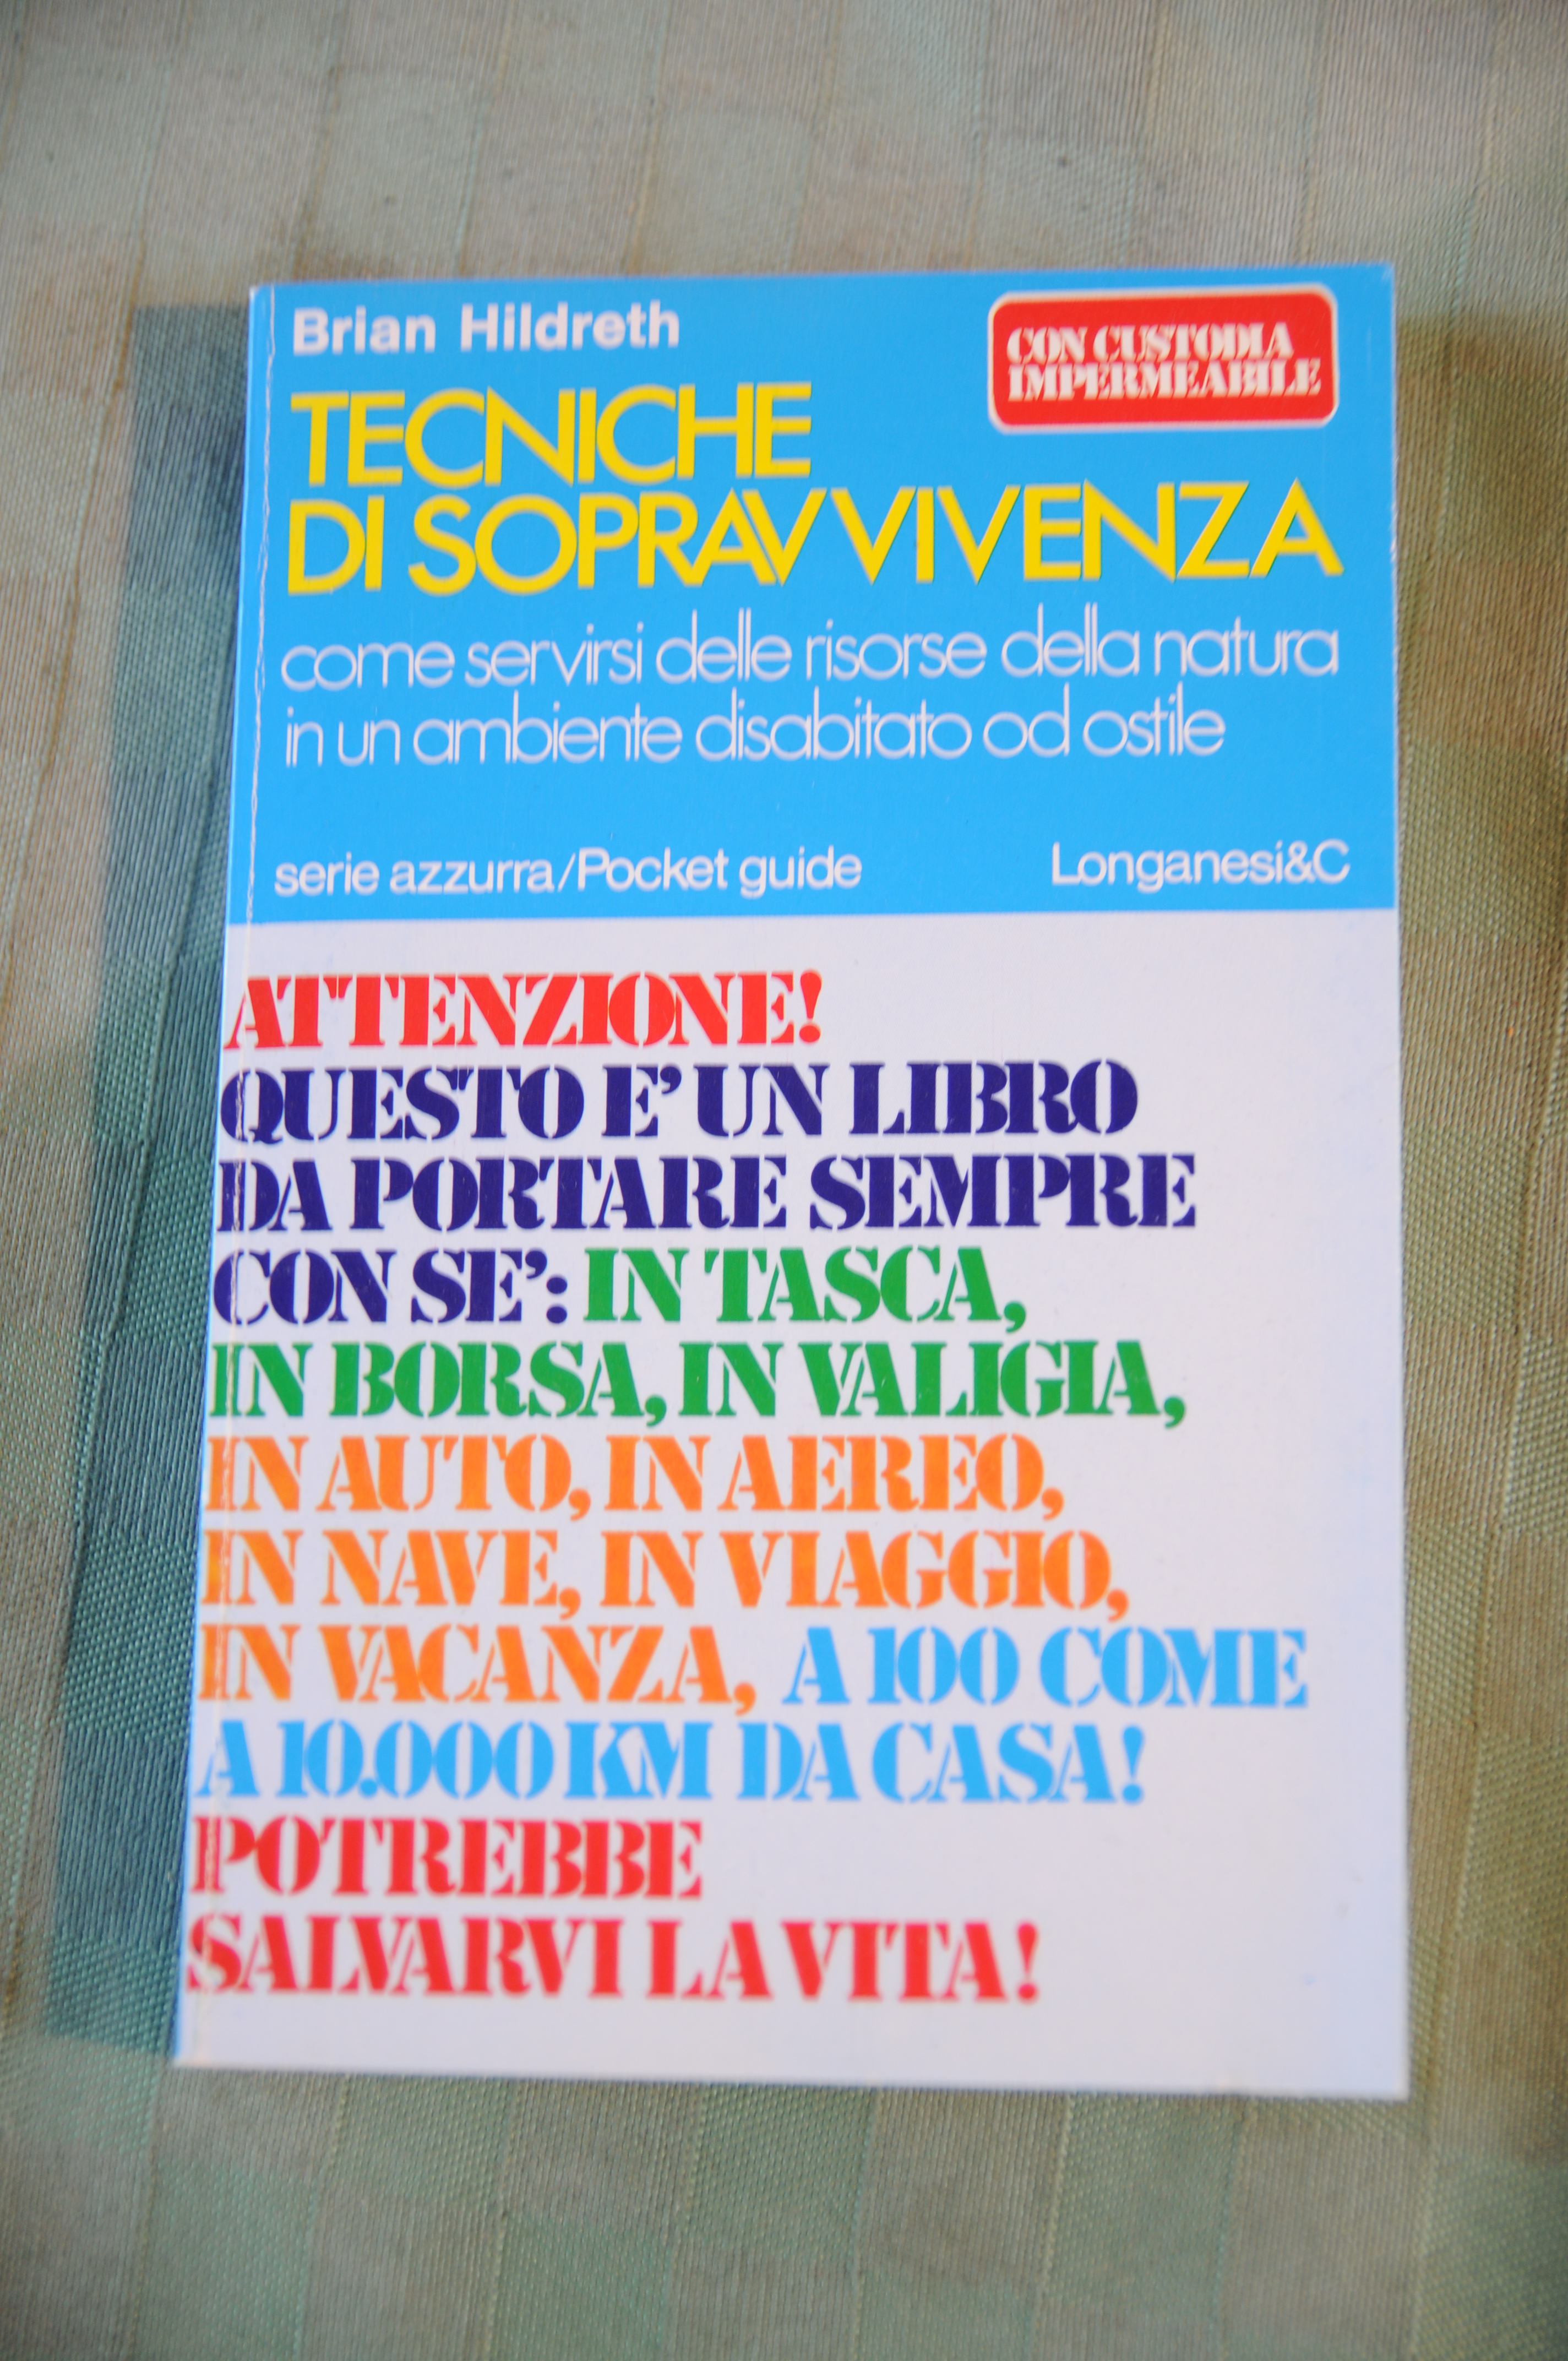 Brian Hildreth
CON CUSTODIA
IMPERMEABILE
TECNICHE
DI SOPRAVVIVENZA
come servirsi delle risorse della natura
in un ambiente disabitato od ostile
serie azzurra/Pocket guide
Longanesi&C
ATTENZIONE!
QUESTO E' UN LIBRO
DA PORTARE SEMPRE
CON SE': IN TASCA,
IN BORSA, IN VALIGIA,
IN AUTO, IN AEREO,
IN NAVE, IN VIAGGIO,
IN VACANZA, A 100 COME
A 10.000 KM DA CASA!
POTREBBE
SALVARVI LA VITA!